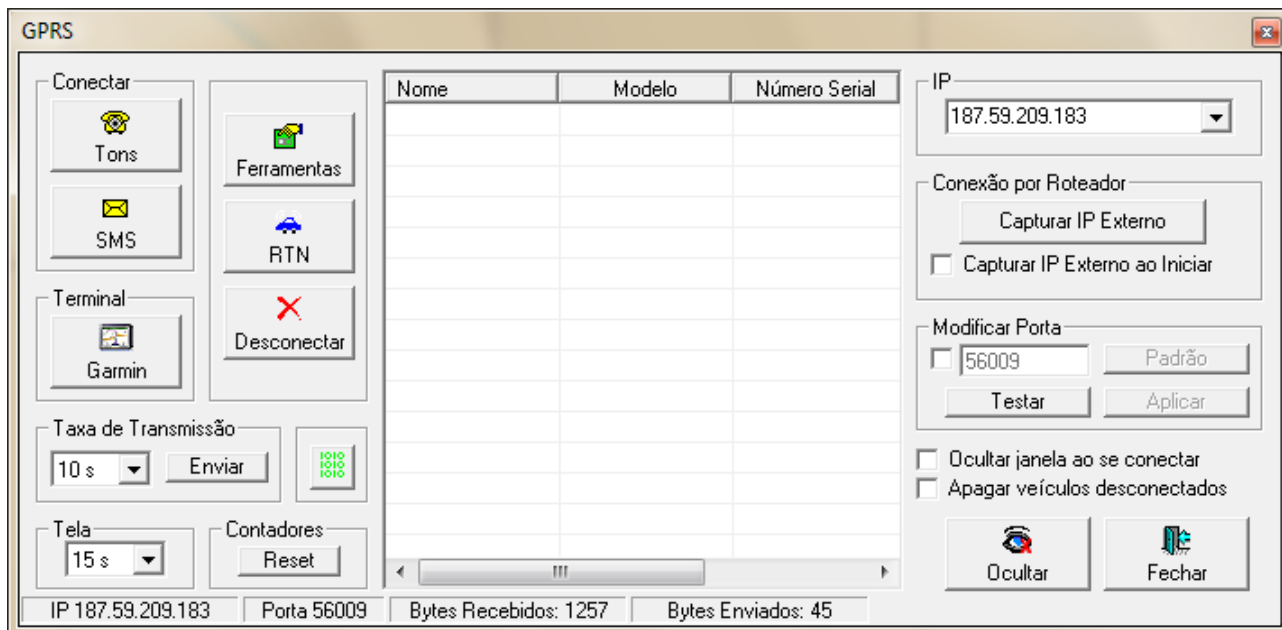 GPRS
Conectar
Tons
SMS
Ferramentas
RTN
Desconectar
Terminal
Garmin
Taxa de Transmissão
10 s
Enviar
1010
1010
1010
Tela
15 s
Contadores
Reset
Nome Modelo Número Serial
IP
187.59.209.183
Conexão por Roteador
Capturar IP Externo
Capturar IP Externo ao Iniciar
Modificar Porta
56009 Padrão
Testar Aplicar
Ocultar janela ao se conectar
Apagar veículos desconectados
Ocultar Fechar
IP 187.59.209.183 Porta 56009 Bytes Recebidos: 1257 Bytes Enviados: 45